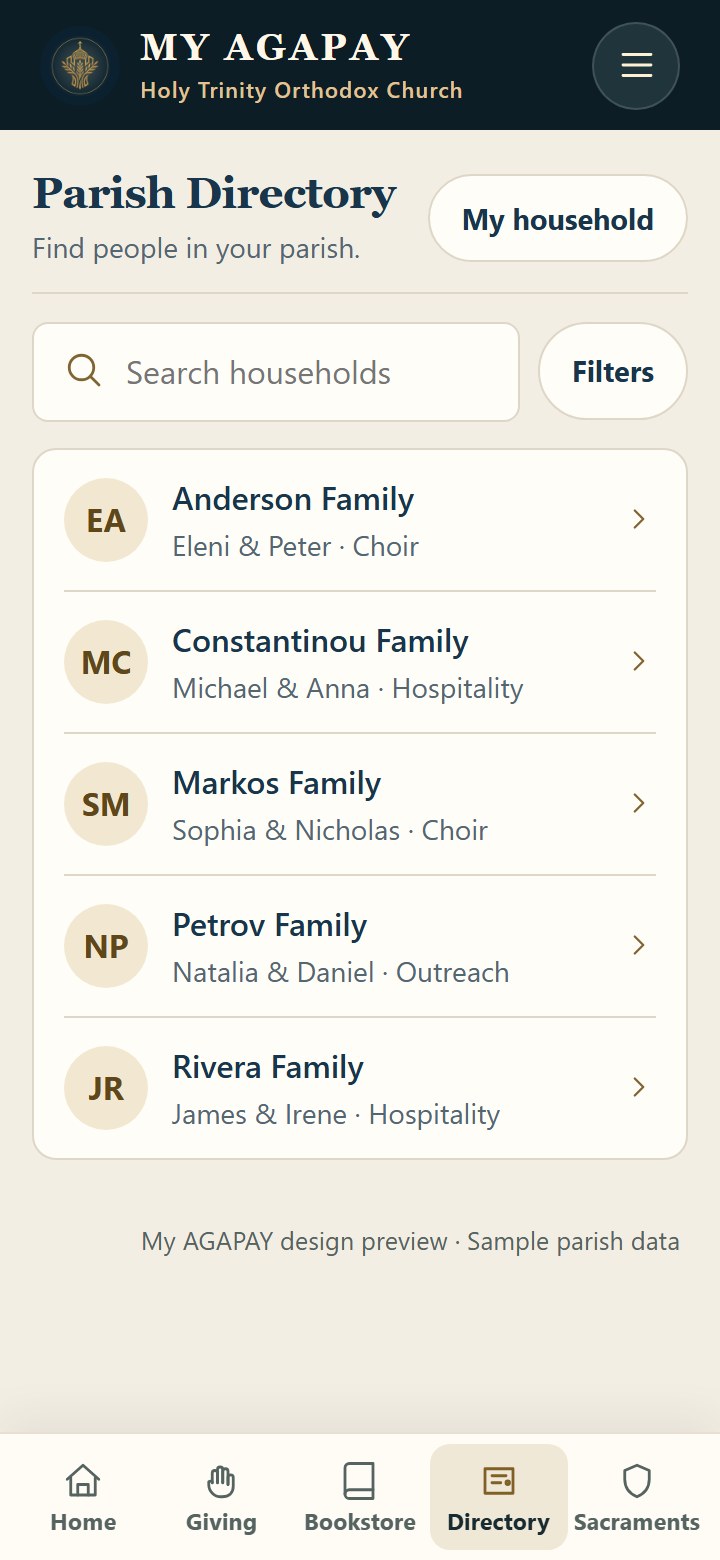 MY AGAPAY
Holy Trinity Orthodox Church
Parish Directory
Find people in your parish.
My household
Search households
Filters
EA
Anderson Family
Eleni & Peter · Choir
MC
Constantinou Family
Michael & Anna · Hospitality
SM
Markos Family
Sophia & Nicholas · Choir
NP
Petrov Family
Natalia & Daniel · Outreach
JR
Rivera Family
James & Irene · Hospitality
My AGAPAY design preview · Sample parish data
Home
Giving
Bookstore
Directory
Sacraments